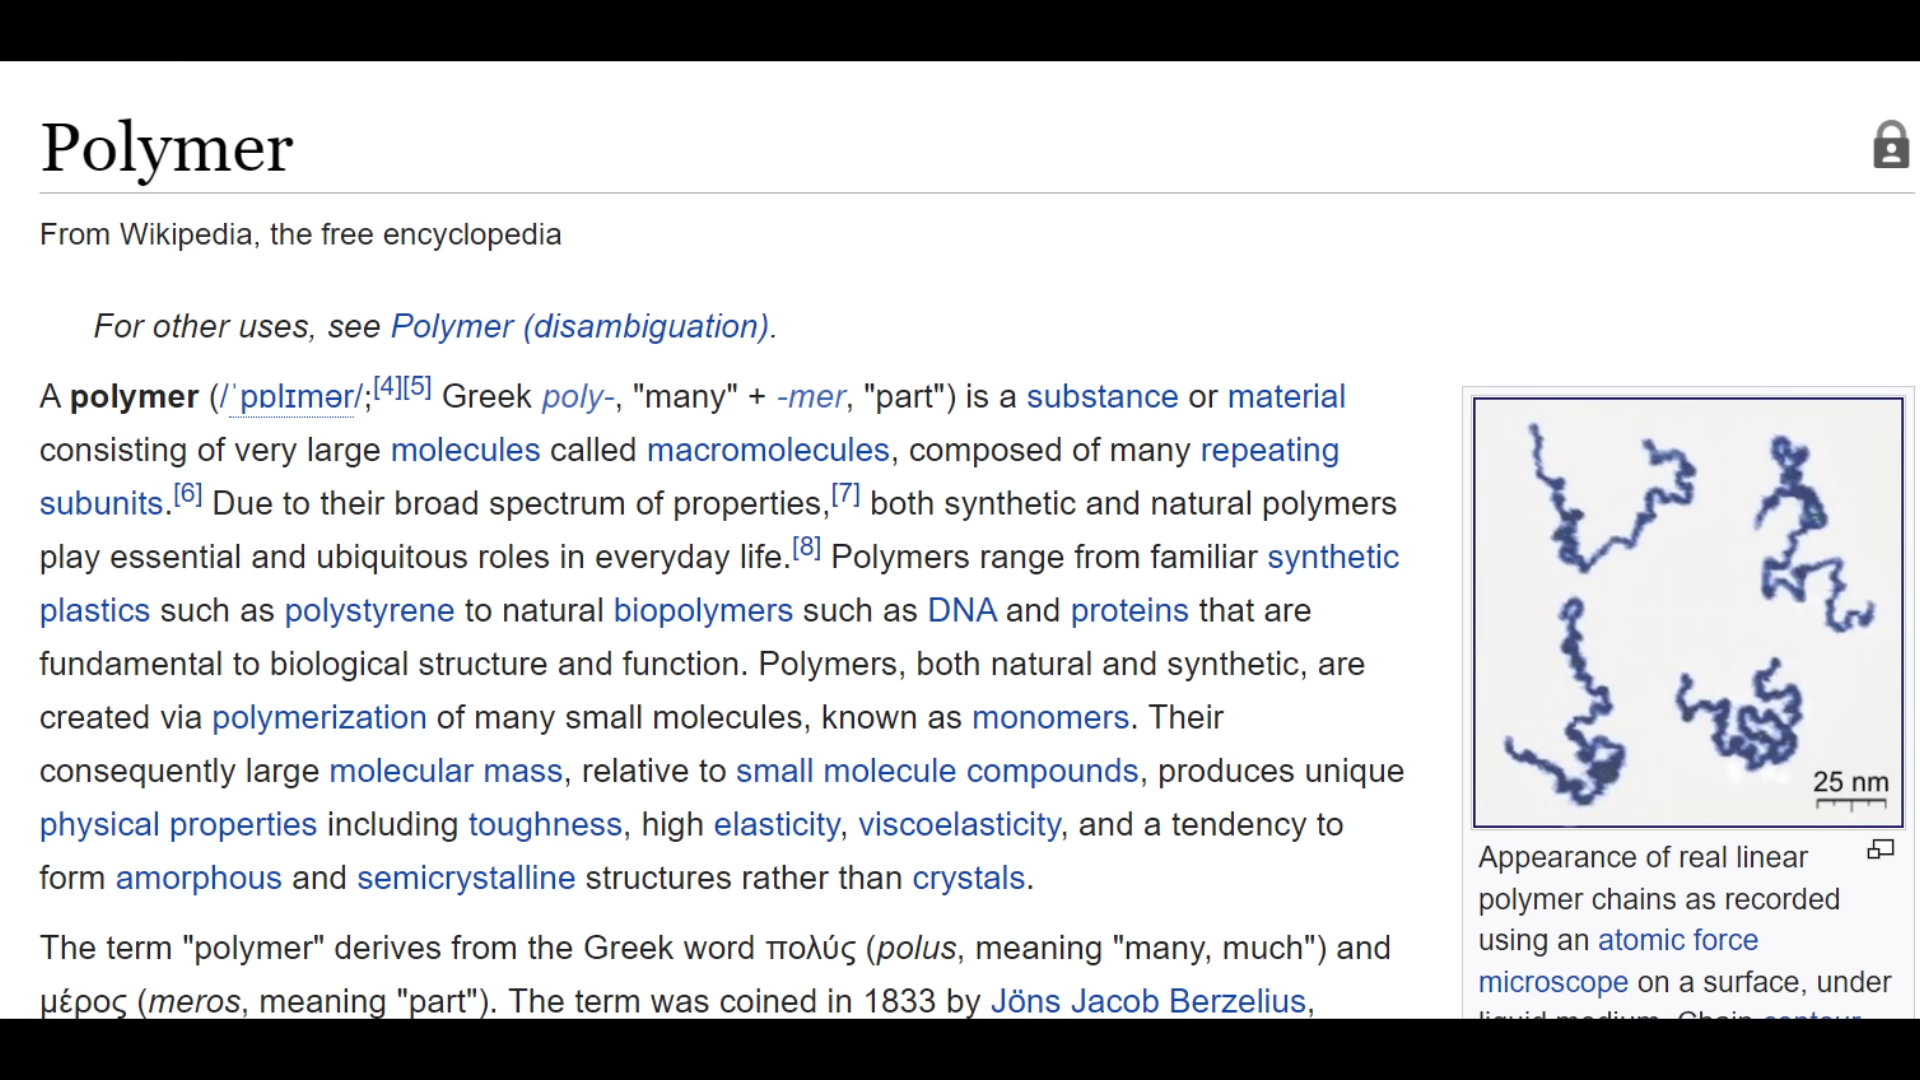 Polymer
From Wikipedia, the free encyclopedia
For other uses, see Polymer (disambiguation).
A polymer (/ˈpɒlɪmər/;[4][5] Greek poly-, "many" + -mer, "part") is a substance or material
consisting of very large molecules called macromolecules, composed of many repeating
subunits.[6] Due to their broad spectrum of properties,[7] both synthetic and natural polymers
play essential and ubiquitous roles in everyday life.[8] Polymers range from familiar synthetic
plastics such as polystyrene to natural biopolymers such as DNA and proteins that are
fundamental to biological structure and function. Polymers, both natural and synthetic, are
created via polymerization of many small molecules, known as monomers. Their
consequently large molecular mass, relative to small molecule compounds, produces unique
physical properties including toughness, high elasticity, viscoelasticity, and a tendency to
form amorphous and semicrystalline structures rather than crystals.
The term "polymer" derives from the Greek word πολύς (polus, meaning "many, much") and
μέρος (meros, meaning "part"). The term was coined in 1833 by Jöns Jacob Berzelius,
25 nm
Appearance of real linear
polymer chains as recorded
using an atomic force
microscope on a surface, under
liquid medium. Chain contour